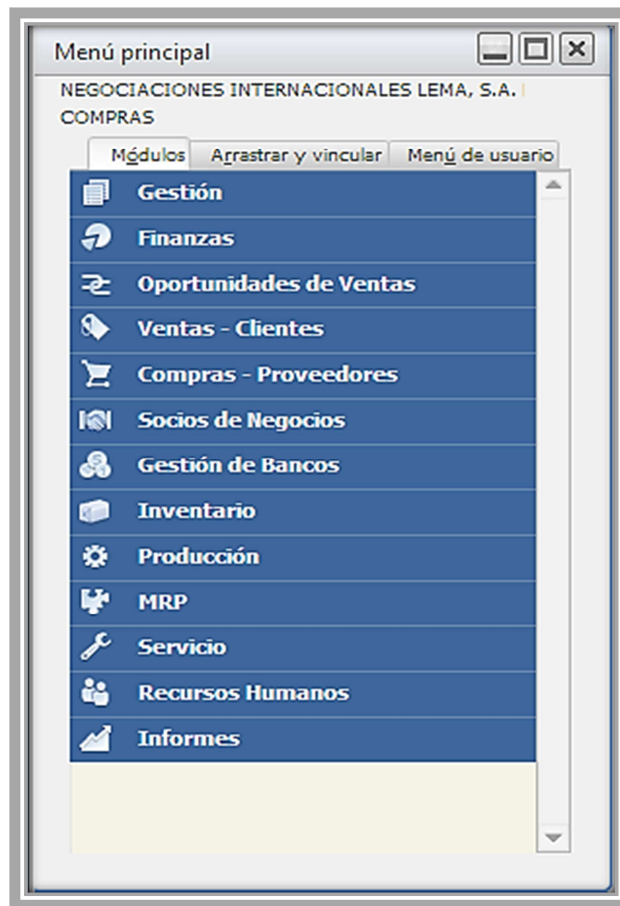 Menú principal
NEGOCIACIONES INTERNACIONALES LEMA, S.A.
COMPRAS
Módulos Arrastrar y vincular Menú de usuario
Gestión
Finanzas
Oportunidades de Ventas
Ventas - Clientes
Compras - Proveedores
Socios de Negocios
Gestión de Bancos
Inventario
Producción
MRP
Servicio
Recursos Humanos
Informes